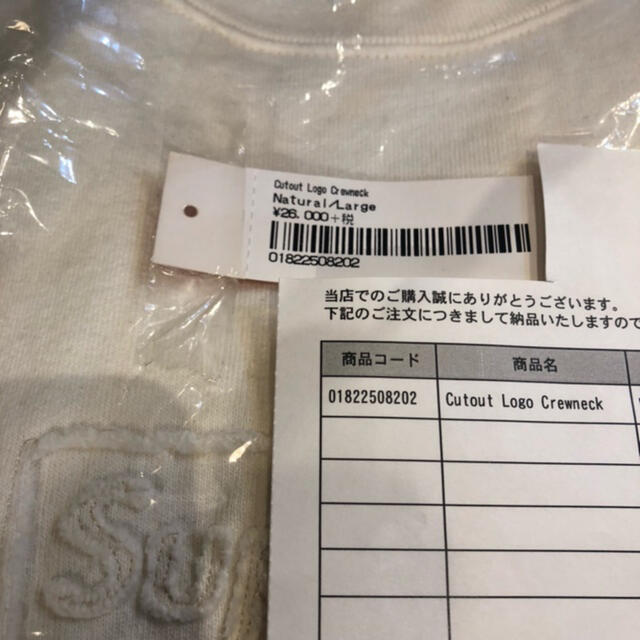 Cutout Logo Crewneck
Natural/Large
¥26,000+税
01822508202
当店でのご購入誠にありがとうございます。
下記のご注文につきまして納品いたしますので
商品コード 商品名
01822508202 Cutout Logo Crewneck
Su